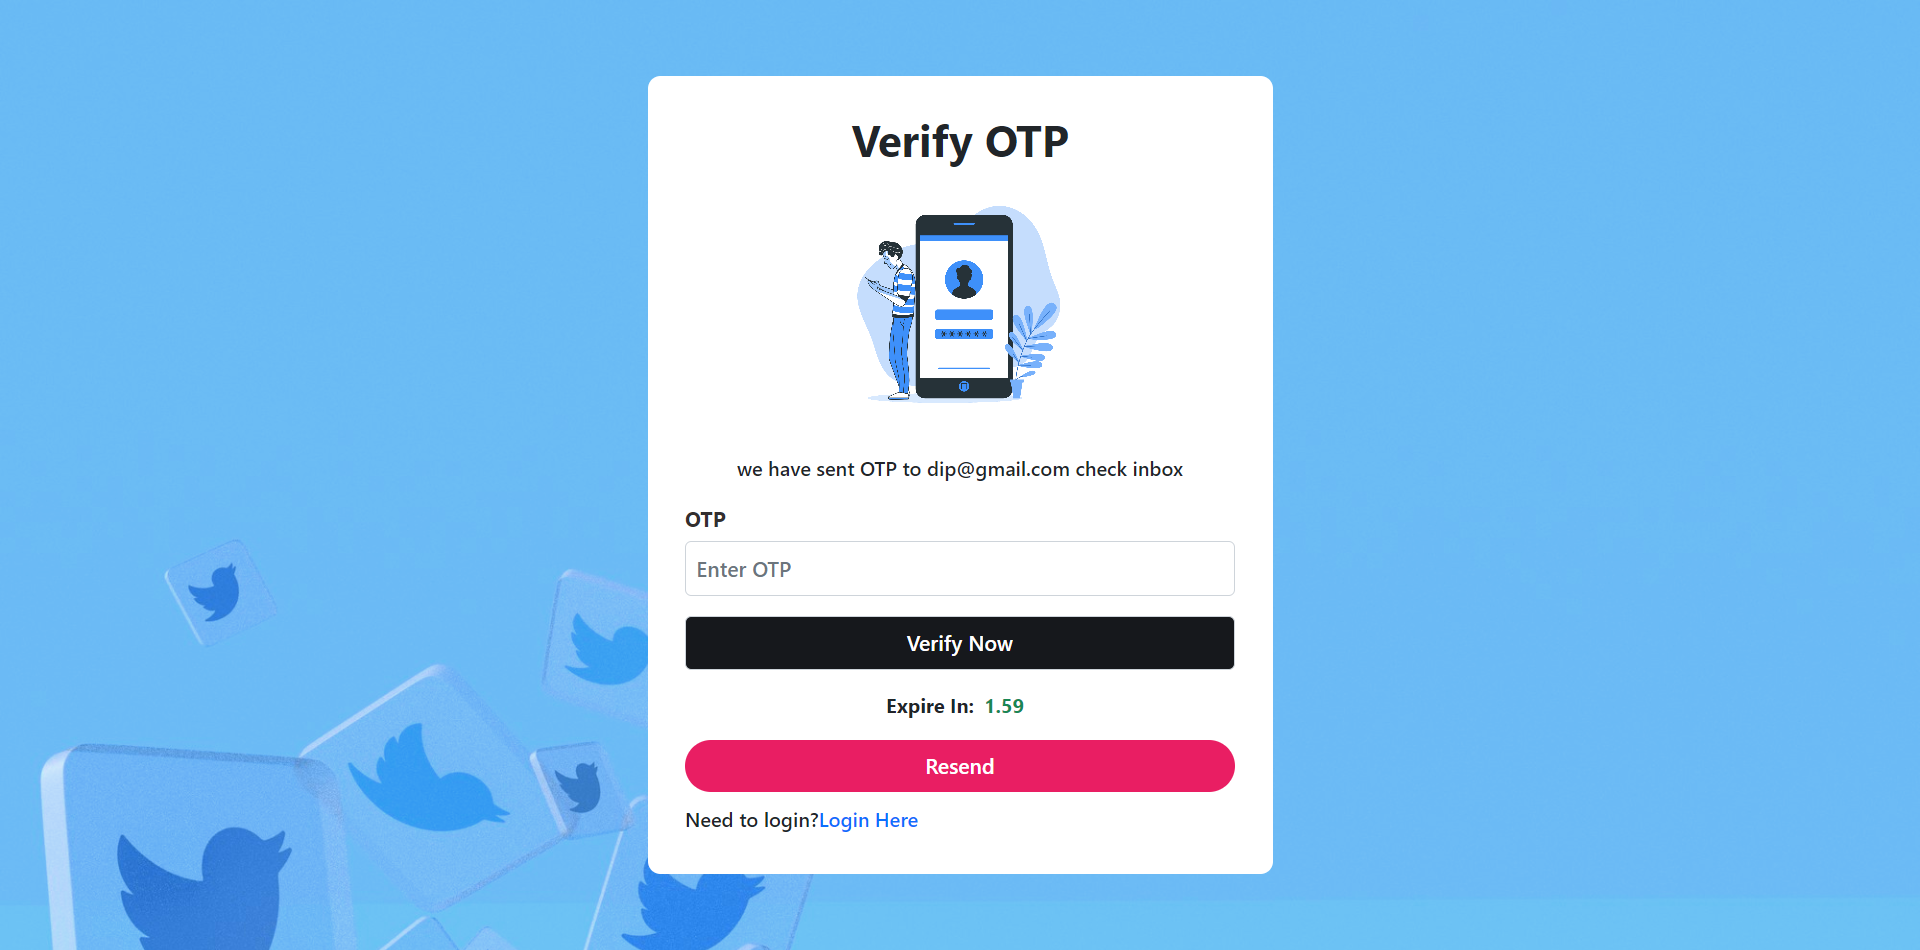 Verify OTP
******
we have sent OTP to dip@gmail.com check inbox
OTP
Enter OTP
Verify Now
Expire In: 1.59
Resend
Need to login?Login Here